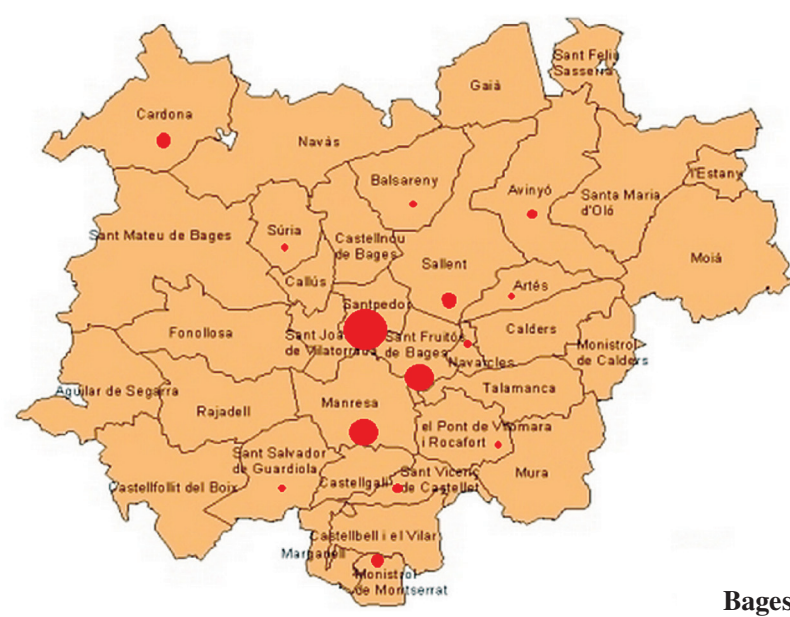 Sant Feliu
Sasserra
Gaià
Cardona
Navàs
l'Estany
Balsareny
Avinyó
Santa Maria
d'Oló
Súria
Sant Mateu de Bages
Castellnou
de Bages
Moià
Sallent
Callús
Artés
Santpedor
Calders
Fonollosa
Sant Joan
de Vilatorrada
Sant Fruitós
de Bages
Monistrol
de Calders
Navarcles
Talamanca
Aguilar de Segarra
Manresa
Rajadell
el Pont de Vilomara
i Rocafort
Sant Salvador
de Guardiola
Castellgalí
Sant Vicenç
de Castellet
Mura
Castellfollit del Boix
Castellbell i el Vilar
Marganell
Monistrol
de Montserrat
Bages